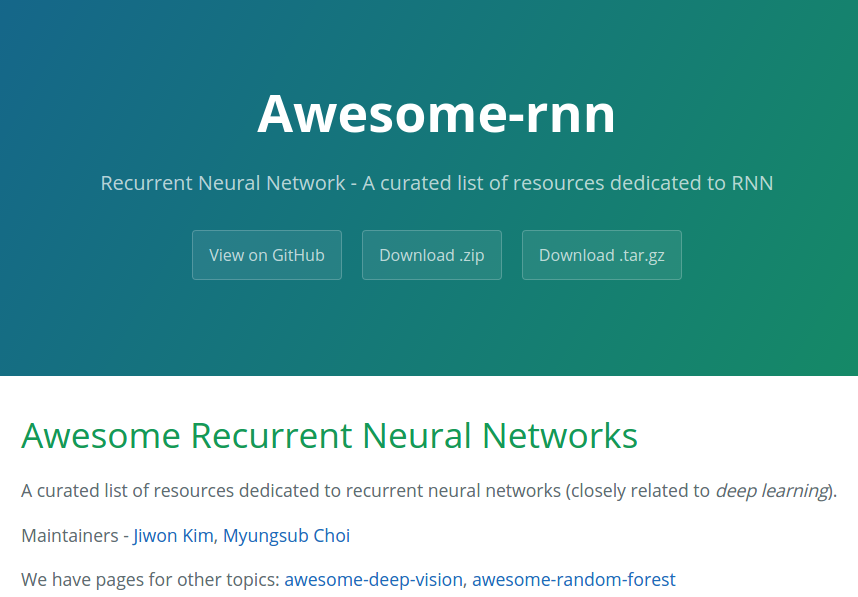 Awesome-rnn
Recurrent Neural Network - A curated list of resources dedicated to RNN
View on GitHub
Download .zip
Download .tar.gz
Awesome Recurrent Neural Networks
A curated list of resources dedicated to recurrent neural networks (closely related to deep learning).
Maintainers - Jiwon Kim, Myungsub Choi
We have pages for other topics: awesome-deep-vision, awesome-random-forest